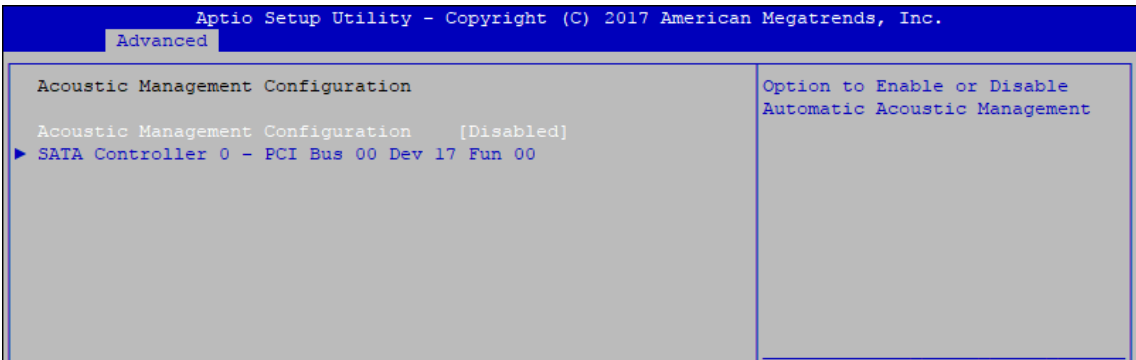 Aptio Setup Utility - Copyright (C) 2017 American Megatrends, Inc.
Advanced
Acoustic Management Configuration
Acoustic Management Configuration [Disabled]
► SATA Controller 0 - PCI Bus 00 Dev 17 Fun 00
Option to Enable or Disable
Automatic Acoustic Management